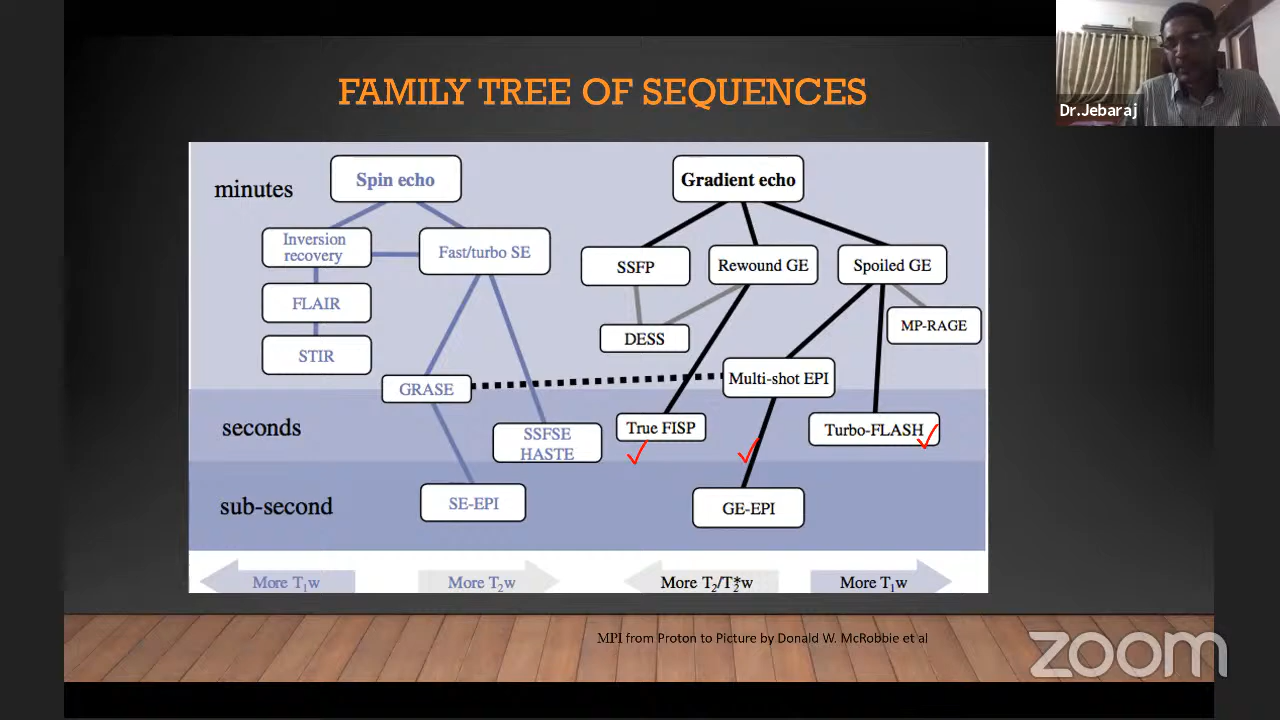 FAMILY TREE OF SEQUENCES
Dr.Jebaraj
minutes
Spin echo
Gradient echo
Inversion
recovery
Fast/turbo SE
SSFP
Rewound GE
Spoiled GE
FLAIR
MP-RAGE
STIR
DESS
GRASE
Multi-shot EPI
seconds
SSFSE
HASTE
True FISP
Turbo-FLASH
sub-second
SE-EPI
GE-EPI
More T1w
More T2w
More T2/T2*w
More T1w
MPI from Proton to Picture by Donald W. McRobbie et al
zoom